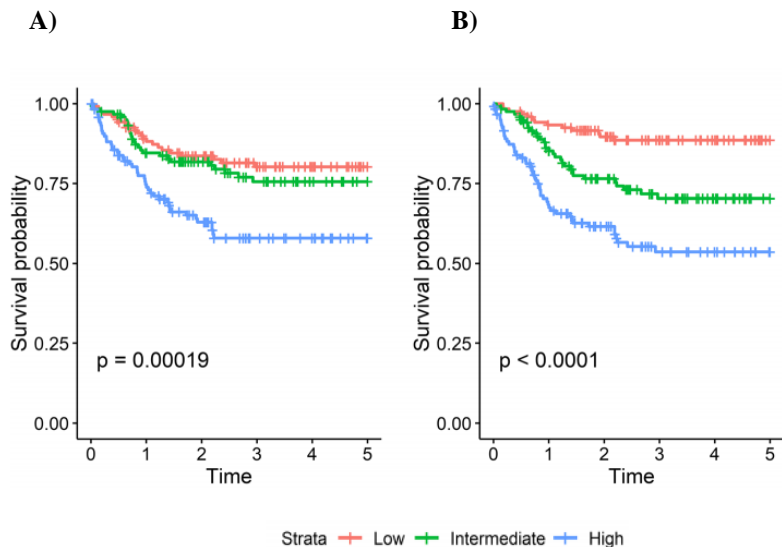 A)
B)
Survival probability
1.00
0.75
0.50
0.25
0.00
p = 0.00019
0 1 2 3 4 5
Time
Survival probability
1.00
0.75
0.50
0.25
0.00
p < 0.0001
0 1 2 3 4 5
Time
Strata Low Intermediate High